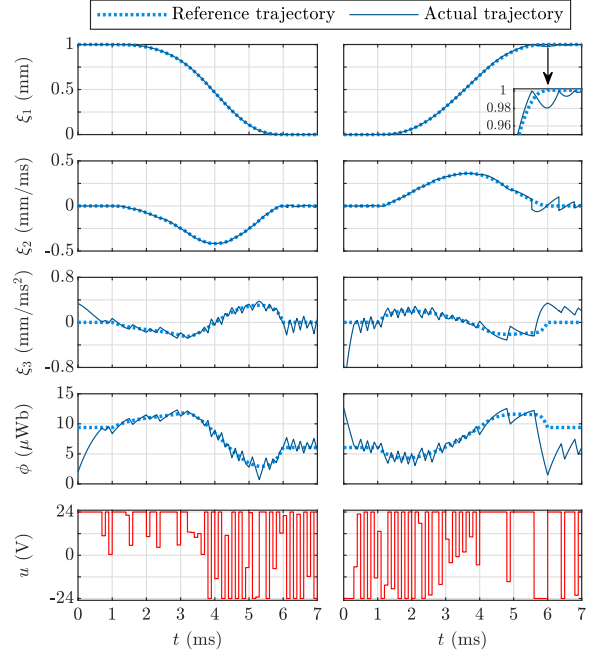 Reference trajectory Actual trajectory
ξ1 (mm)
1
0.5
0
1
0.98
0.96
ξ2 (mm/ms)
0.5
0
-0.5
ξ3 (mm/ms²)
0.8
0
-0.8
ϕ (μWb)
15
10
5
0
u (V)
24
0
-24
0 1 2 3 4 5 6 7
0 1 2 3 4 5 6 7
t (ms)
t (ms)